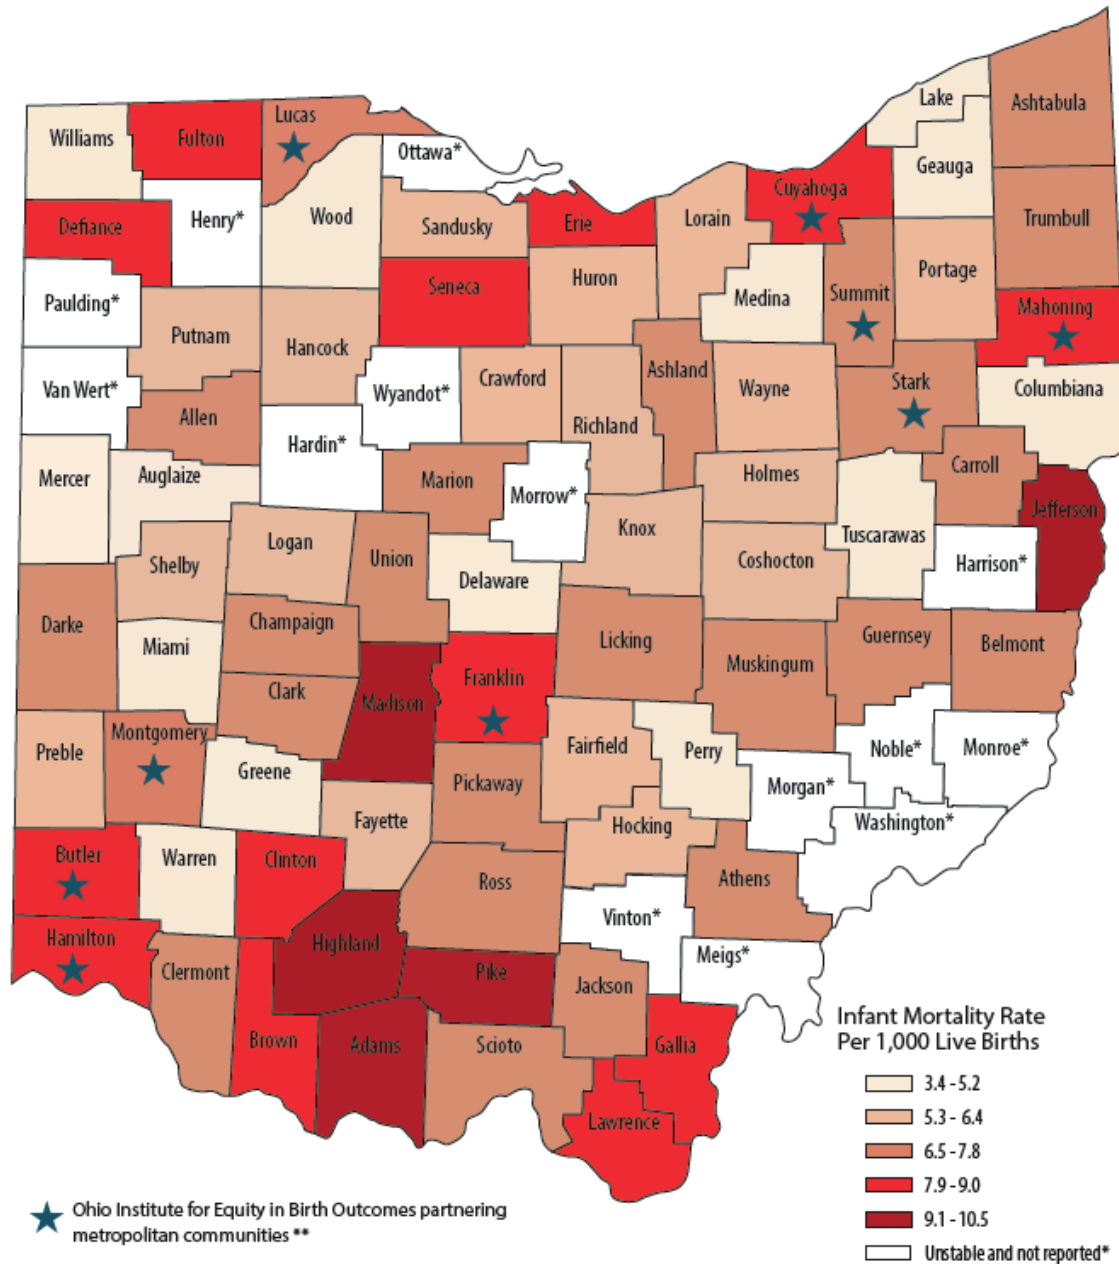 Lake
Ashtabula
Williams
Fulton
Lucas
Ottawa*
Geauga
Cuyahoga
Henry*
Wood
Defiance
Sandusky
Erie
Lorain
Trumbull
Portage
Paulding*
Seneca
Huron
Medina
Summit
Mahoning
Putnam
Hancock
Van Wert*
Wyandot*
Crawford
Ashland
Wayne
Stark
Columbiana
Allen
Richland
Hardin*
Mercer
Auglaize
Marion
Morrow*
Holmes
Carroll
Jefferson
Logan
Union
Knox
Tuscarawas
Shelby
Delaware
Coshocton
Harrison*
Darke
Champaign
Miami
Licking
Guernsey
Belmont
Muskingum
Clark
Madison
Franklin
Preble
Montgomery
Greene
Fairfield
Perry
Noble*
Monroe*
Pickaway
Morgan*
Fayette
Hocking
Washington*
Butler
Warren
Clinton
Ross
Athens
Vinton*
Hamilton
Highland
Meigs*
Clermont
Pike
Jackson
Brown
Adams
Scioto
Gallia
Lawrence
Infant Mortality Rate
Per 1,000 Live Births
3.4 - 5.2
5.3 - 6.4
6.5 - 7.8
7.9 - 9.0
9.1 - 10.5
Unstable and not reported*
Ohio Institute for Equity in Birth Outcomes partnering
metropolitan communities **